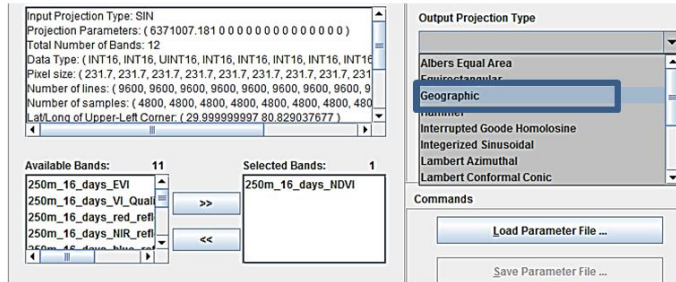 Input Projection Type: SIN
Projection Parameters: ( 6371007.181 0 0 0 0 0 0 0 0 0 0 0 0 0 0 )
Total Number of Bands: 12
Data Type: ( INT16, INT16, UINT16, INT16, INT16, INT16, INT16, INT16
Pixel size: ( 231.7, 231.7, 231.7, 231.7, 231.7, 231.7, 231.7, 231
Number of lines: ( 9600, 9600, 9600, 9600, 9600, 9600, 9600, 9
Number of samples: ( 4800, 4800, 4800, 4800, 4800, 4800, 480
Lat/Long of Upper-Left Corner: ( 29.999999997 80.829037677 )
Available Bands: 11
250m_16_days_EVI
250m_16_days_VI_Quali
250m_16_days_red_refl
250m_16_days_NIR_refl
250m_16_days_blue_ref
>>
<<
Selected Bands: 1
250m_16_days_NDVI
Output Projection Type
Albers Equal Area
Equirectangular
Geographic
Hammer
Interrupted Goode Homolosine
Integerized Sinusoidal
Lambert Azimuthal
Lambert Conformal Conic
Commands
Load Parameter File ...
Save Parameter File ...